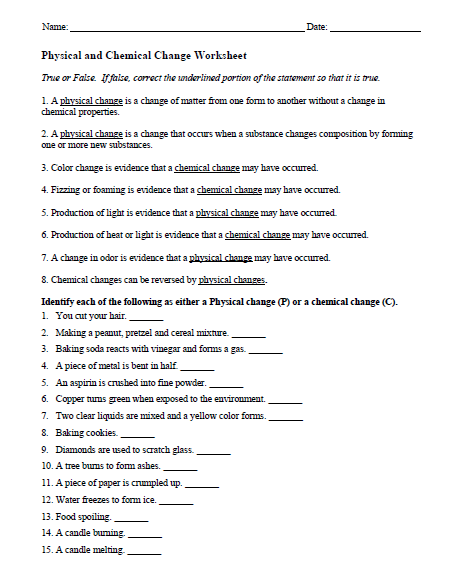 Name: ______________________________ Date: ______________
Physical and Chemical Change Worksheet
True or False. If false, correct the underlined portion of the statement so that it is true.
1. A physical change is a change of matter from one form to another without a change in
chemical properties.
2. A physical change is a change that occurs when a substance changes composition by forming
one or more new substances.
3. Color change is evidence that a chemical change may have occurred.
4. Fizzing or foaming is evidence that a chemical change may have occurred.
5. Production of light is evidence that a physical change may have occurred.
6. Production of heat or light is evidence that a chemical change may have occurred.
7. A change in odor is evidence that a physical change may have occurred.
8. Chemical changes can be reversed by physical changes.
Identify each of the following as either a Physical change (P) or a chemical change (C).
1. You cut your hair. _______
2. Making a peanut, pretzel and cereal mixture. _______
3. Baking soda reacts with vinegar and forms a gas. _______
4. A piece of metal is bent in half. _______
5. An aspirin is crushed into fine powder. _______
6. Copper turns green when exposed to the environment. _______
7. Two clear liquids are mixed and a yellow color forms. _______
8. Baking cookies. _______
9. Diamonds are used to scratch glass. _______
10. A tree burns to form ashes. _______
11. A piece of paper is crumpled up. _______
12. Water freezes to form ice. _______
13. Food spoiling. _______
14. A candle burning. _______
15. A candle melting. _______